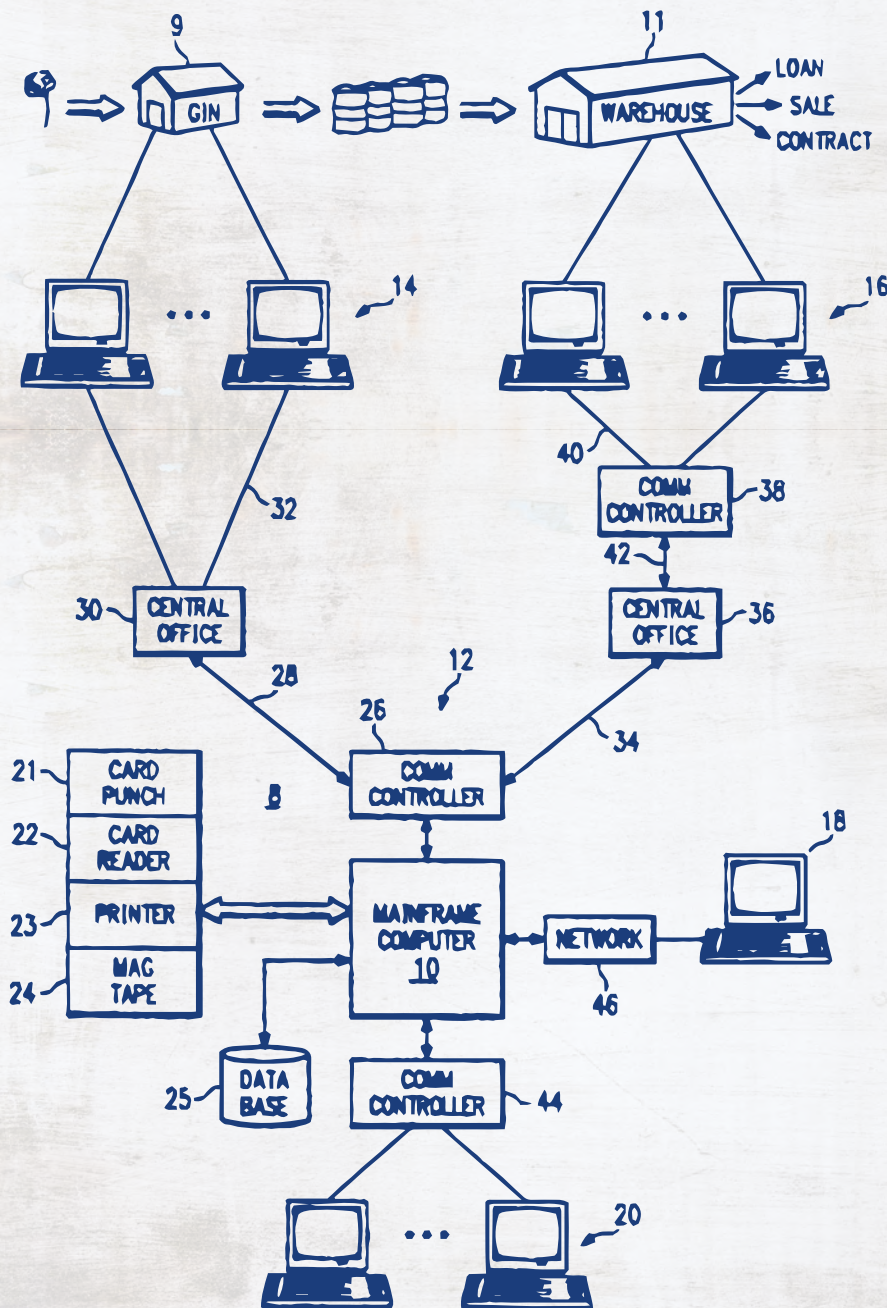 9
11
GIN
WAREHOUSE
LOAN
SALE
CONTRACT
14
16
40
32
COMM
CONTROLLER
38
42
30
CENTRAL
OFFICE
CENTRAL
OFFICE
36
28
12
26
34
21
CARD
PUNCH
8
COMM
CONTROLLER
22
CARD
READER
18
23
PRINTER
MAINFRAME
COMPUTER
10
NETWORK
46
24
MAG
TAPE
25
DATA
BASE
COMM
CONTROLLER
44
20